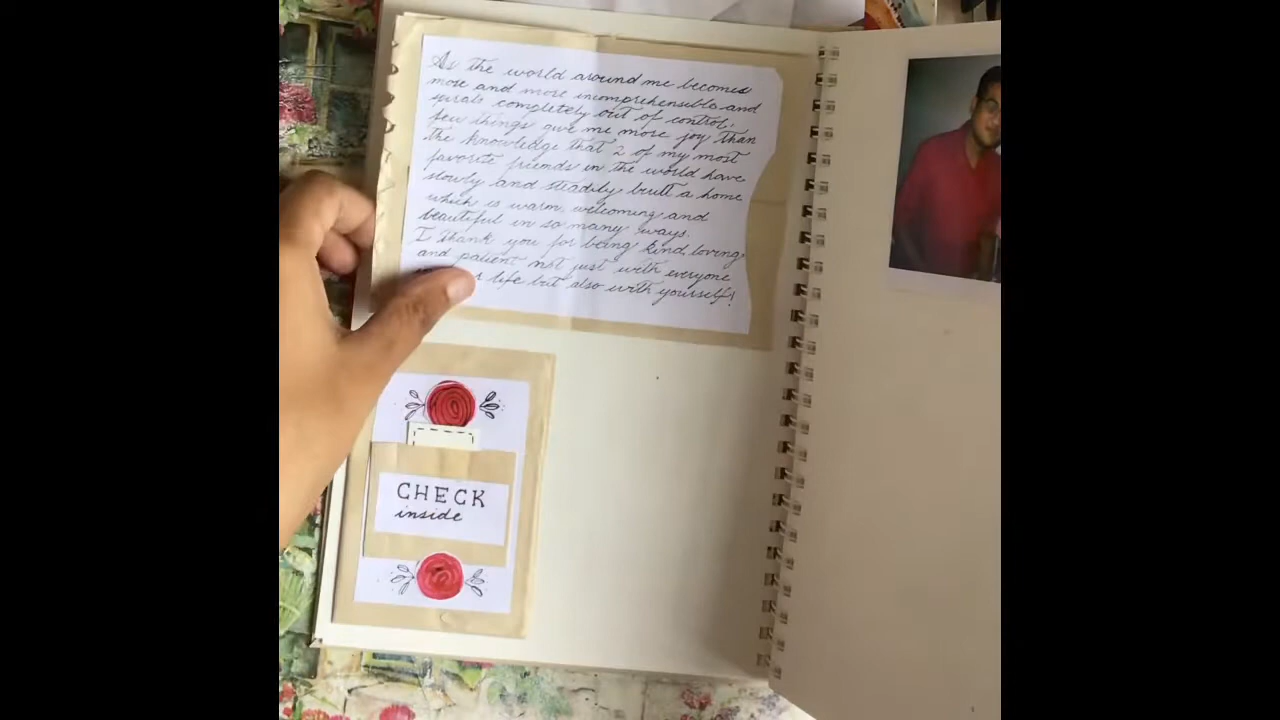 As the world around me becomes
more and more incomprehensible and
spirals completely out of control,
few things give me more joy than
the knowledge that 2 of my most
favorite friends in the world have
slowly and steadily built a home
which is warm, welcoming and
beautiful in so many ways.
I thank you for being kind, loving
and patient not just with everyone
life but also with yourself!
CHECK
inside